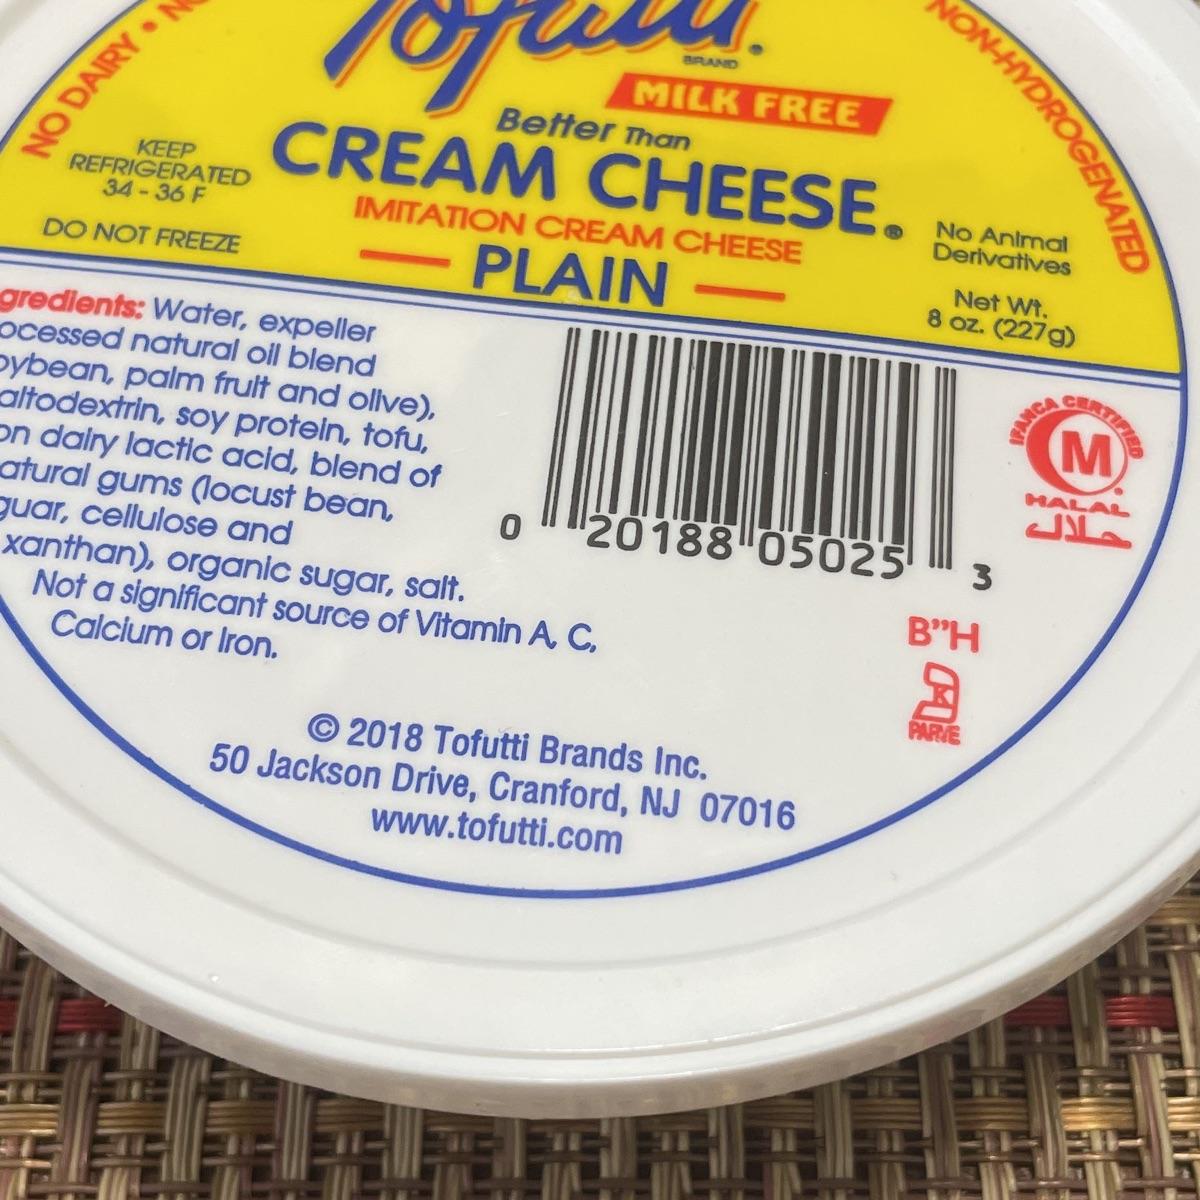 NO DAIRY •
NON-HYDROGENATED
Tofutti.
BRAND
MILK FREE
Better Than
CREAM CHEESE®
IMITATION CREAM CHEESE
— PLAIN —
KEEP
REFRIGERATED
34 - 36 F
DO NOT FREEZE
No Animal
Derivatives
Net Wt.
8 oz. (227g)
gredients: Water, expeller
ocessed natural oil blend
oybean, palm fruit and olive),
altodextrin, soy protein, tofu,
on dairy lactic acid, blend of
atural gums (locust bean,
guar, cellulose and
xanthan), organic sugar, salt.
Not a significant source of Vitamin A, C,
Calcium or Iron.
0 20188 05025 3
IFANCA CERTIFIED
M
HALAL
حلال
B"H
K
PARVE
© 2018 Tofutti Brands Inc.
50 Jackson Drive, Cranford, NJ 07016
www.tofutti.com